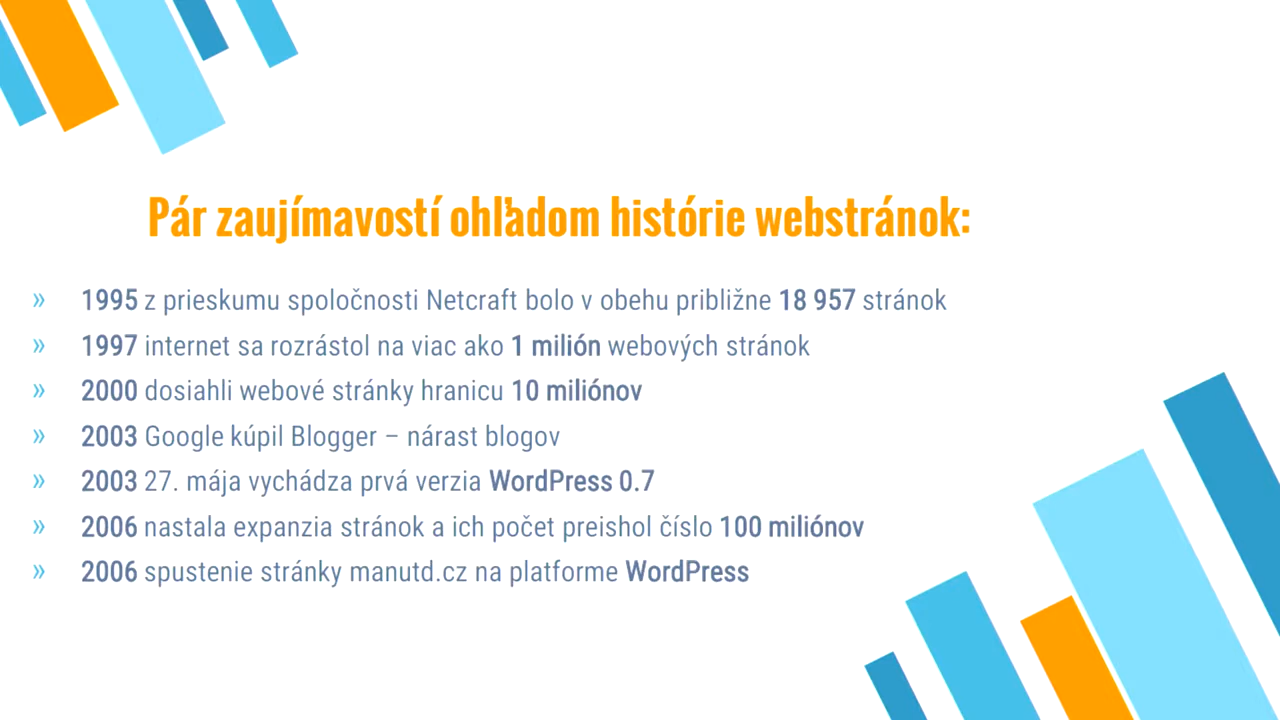 Pár zaujímavostí ohľadom histórie webstránok:
» 1995 z prieskumu spoločnosti Netcraft bolo v obehu približne 18 957 stránok
» 1997 internet sa rozrástol na viac ako 1 milión webových stránok
» 2000 dosiahli webové stránky hranicu 10 miliónov
» 2003 Google kúpil Blogger – nárast blogov
» 2003 27. mája vychádza prvá verzia WordPress 0.7
» 2006 nastala expanzia stránok a ich počet preishol číslo 100 miliónov
» 2006 spustenie stránky manutd.cz na platforme WordPress